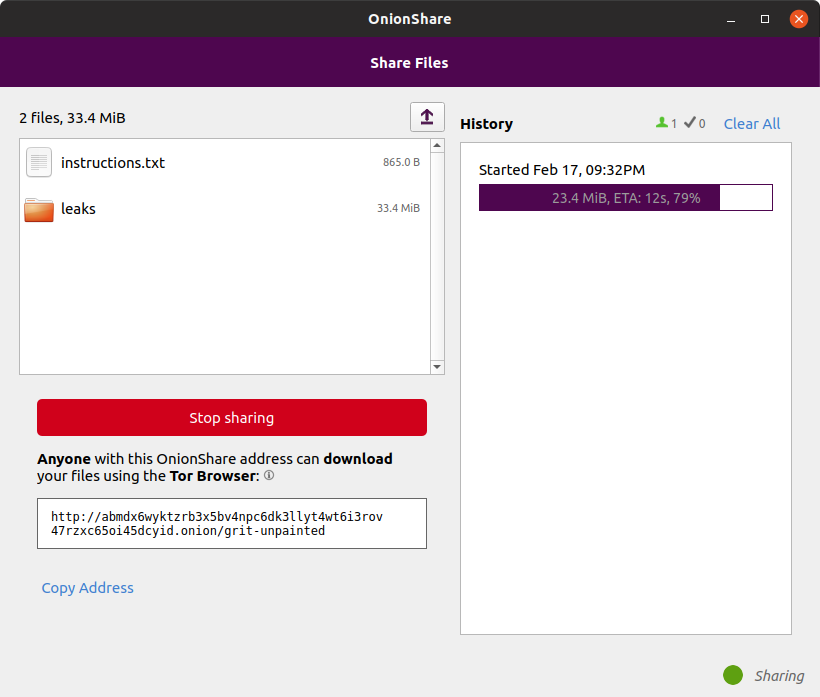 OnionShare
Share Files
2 files, 33.4 MiB
instructions.txt 865.0 B
leaks 33.4 MiB
Stop sharing
Anyone with this OnionShare address can download
your files using the Tor Browser:
http://abmdx6wyktzrb3x5bv4npc6dk3llyt4wt6i3rov
47rzxc65oi45dcyid.onion/grit-unpainted
Copy Address
History 1 0 Clear All
Started Feb 17, 09:32PM
23.4 MiB, ETA: 12s, 79%
Sharing